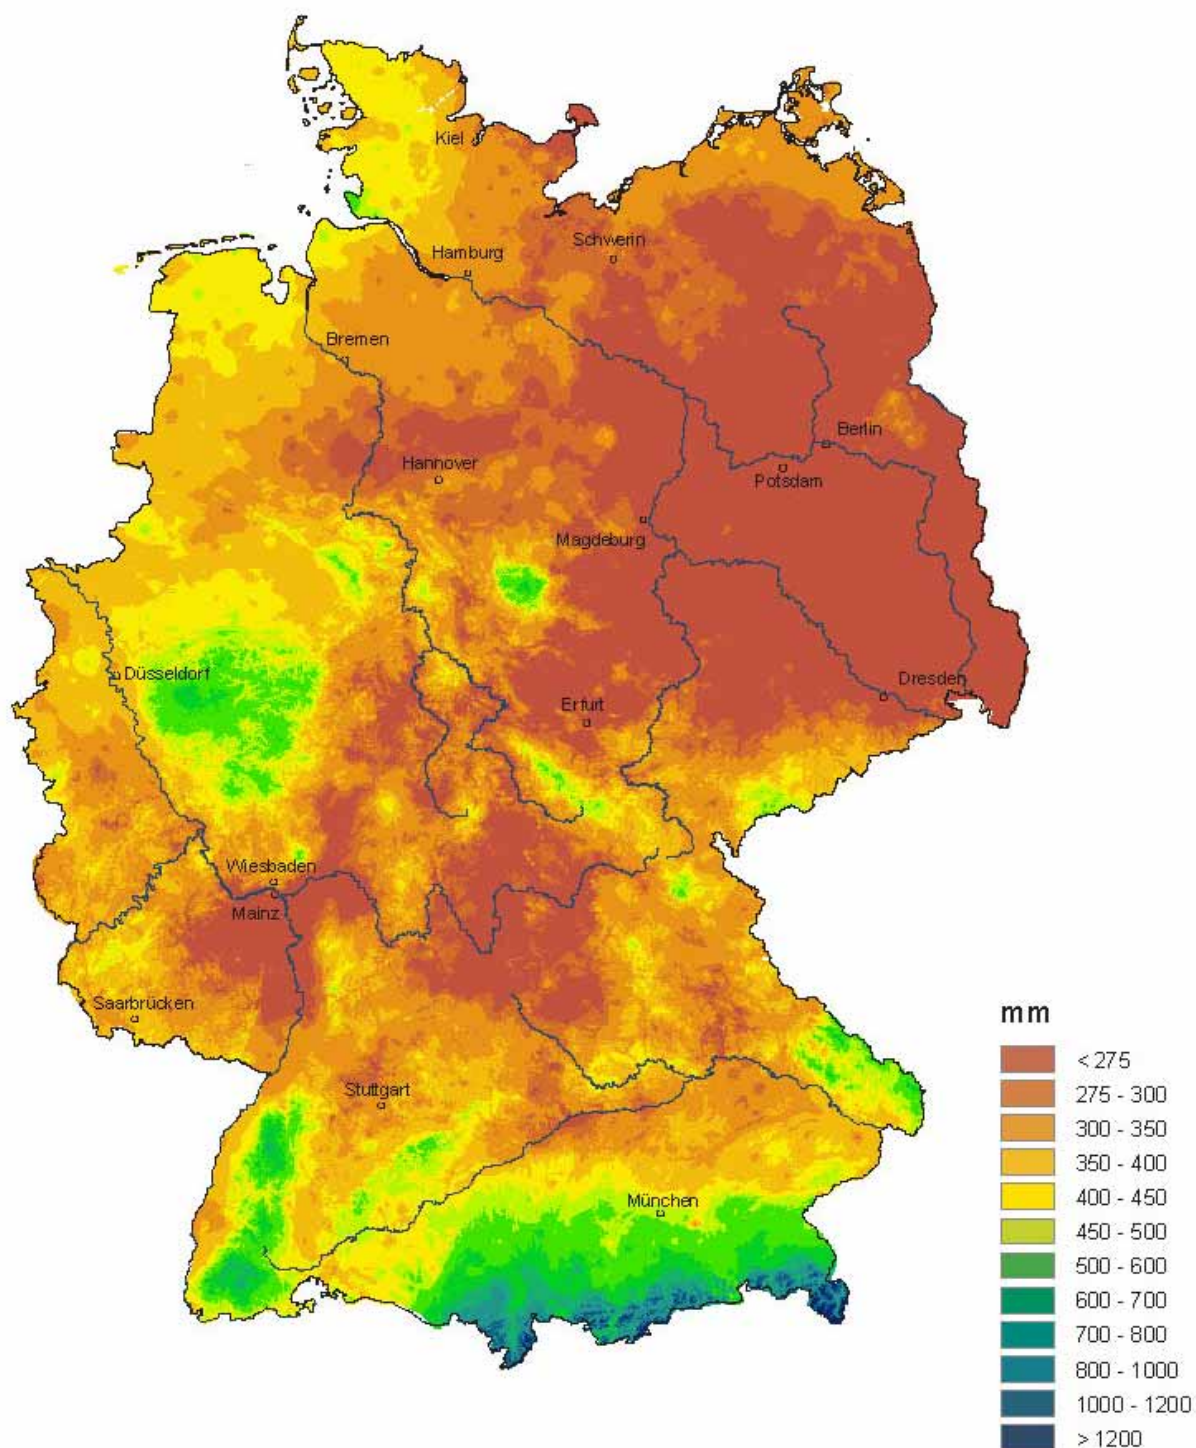 Kiel
Schwerin
Hamburg
Bremen
Berlin
Hannover
Potsdam
Magdeburg
Düsseldorf
Dresden
Erfurt
Wiesbaden
Mainz
Saarbrücken
Stuttgart
München
mm
< 275
275 - 300
300 - 350
350 - 400
400 - 450
450 - 500
500 - 600
600 - 700
700 - 800
800 - 1000
1000 - 1200
> 1200